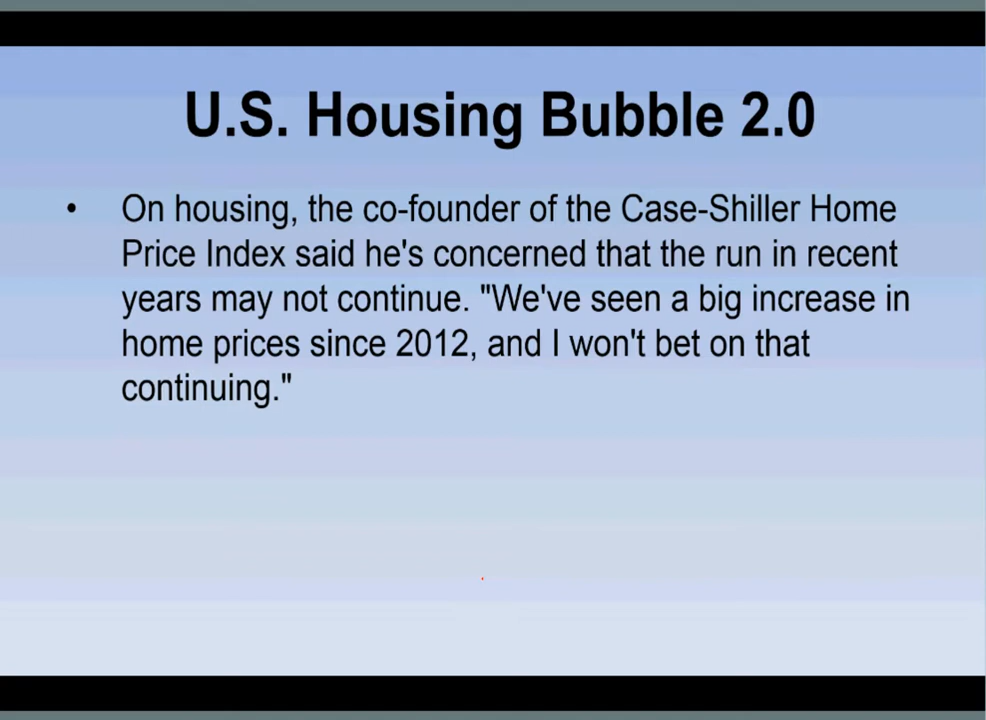 U.S. Housing Bubble 2.0
• On housing, the co-founder of the Case-Shiller Home
Price Index said he's concerned that the run in recent
years may not continue. "We've seen a big increase in
home prices since 2012, and I won't bet on that
continuing."